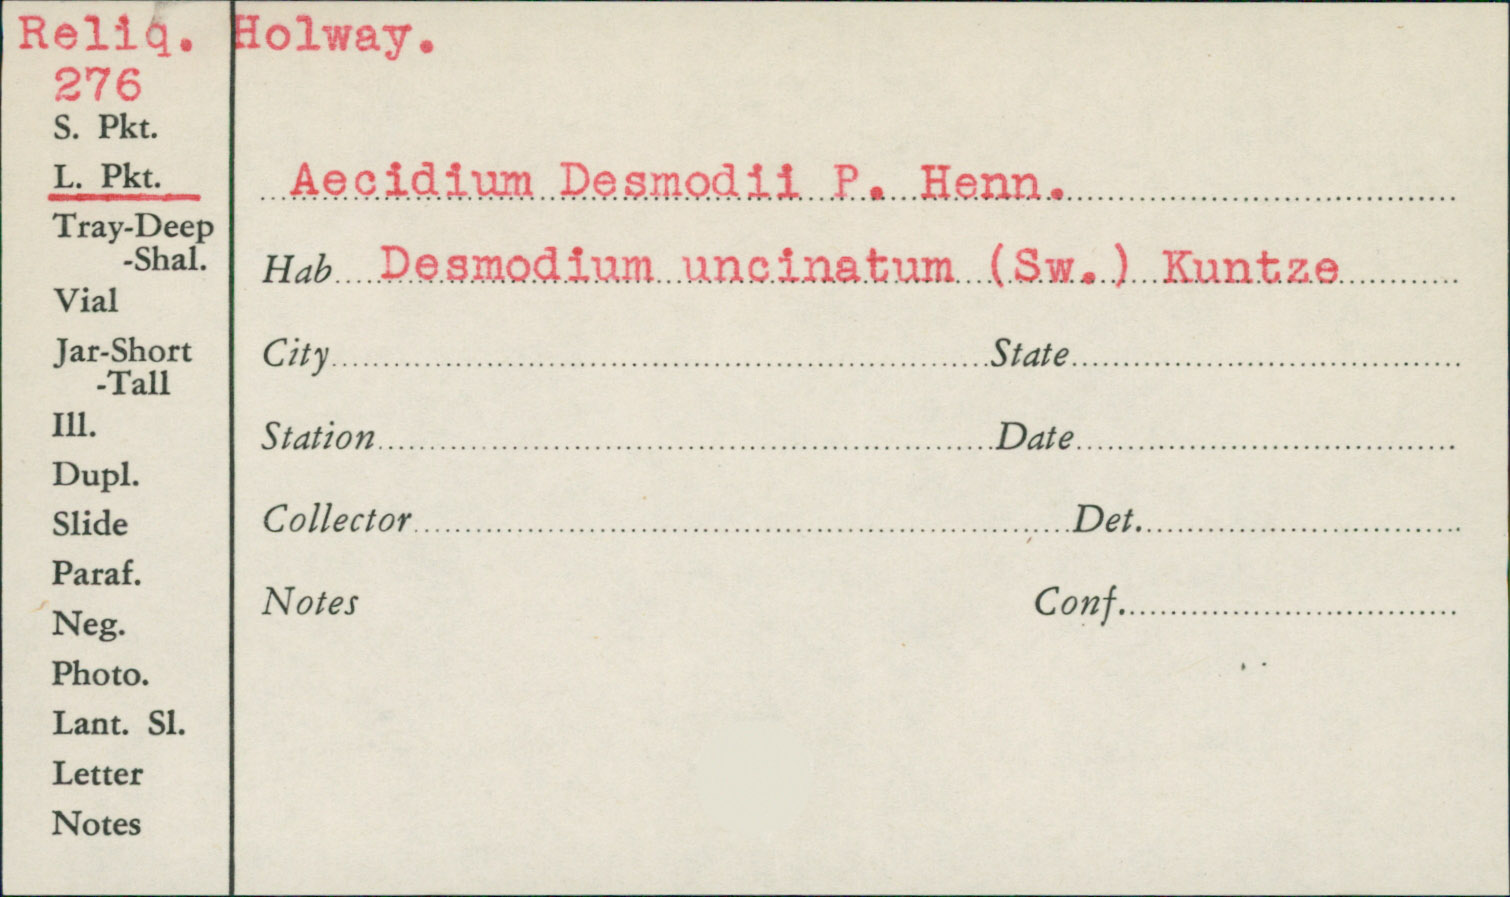 Reliq. Holway.
276
S. Pkt.
L. Pkt.
Tray-Deep
-Shal.
Vial
Jar-Short
-Tall
Ill.
Dupl.
Slide
Paraf.
Neg.
Photo.
Lant. Sl.
Letter
Notes
Aecidium Desmodii P. Henn.
Hab Desmodium uncinatum (Sw.) Kuntze
City State
Station Date
Collector Det.
Notes Conf.